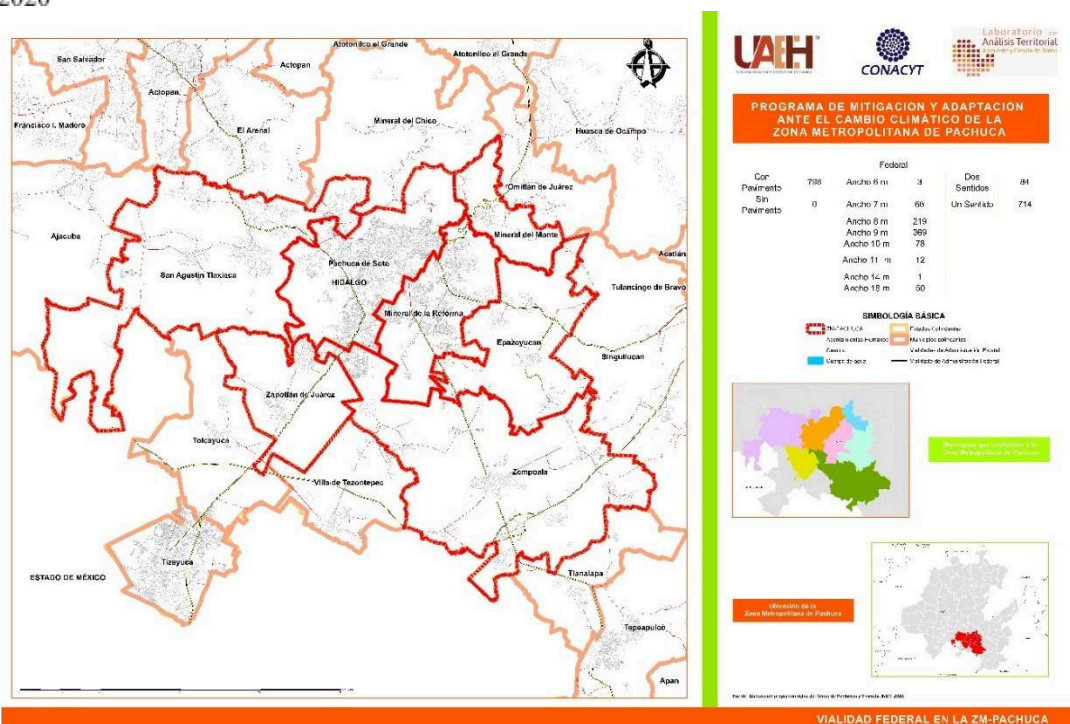 2020
Atotonilco el Grande
San Salvador
Actopan
Atotonilco el Grande
Actopan
Francisco I. Madero
El Arenal
Mineral del Chico
Huasca de Ocampo
Omitlán de Juárez
Ajacuba
Mineral del Monte
Acatlán
San Agustín Tlaxiaca
Pachuca de Soto
HIDALGO
Tulancingo de Bravo
Mineral de la Reforma
Epazoyucan
Singuilucan
Zapotlán de Juárez
Tolcayuca
Zempoala
Villa de Tezontepec
Tizayuca
ESTADO DE MÉXICO
Tlanalapa
Tepeapulco
Apan
UAEH
CONACYT
Laboratorio de
Análisis Territorial
PROGRAMA DE MITIGACIÓN Y ADAPTACIÓN
ANTE EL CAMBIO CLIMÁTICO DE LA
ZONA METROPOLITANA DE PACHUCA
Federal
Con Pavimento 798 Ancho 6 m 3 Dos Sentidos 84
Sin Pavimento 0 Ancho 7 m 66 Un Sentido 714
Ancho 8 m 219
Ancho 9 m 369
Ancho 10 m 78
Ancho 11 m 12
Ancho 14 m 1
Ancho 18 m 50
SIMBOLOGÍA BÁSICA
Cuerpo de agua
Municipios que conforman a la
Zona Metropolitana de Pachuca
Ubicación de la
Zona Metropolitana de Pachuca
VIALIDAD FEDERAL EN LA ZM-PACHUCA